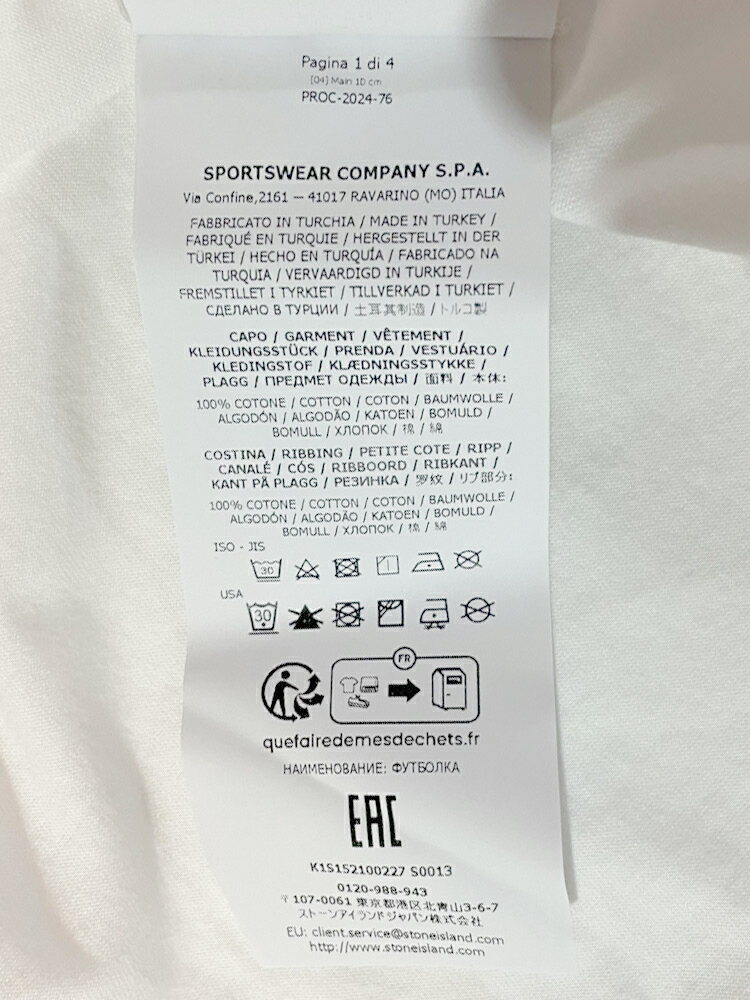 Pagina 1 di 4
[04] Main 10 cm
PROC-2024-76
SPORTSWEAR COMPANY S.P.A.
Via Confine,2161 — 41017 RAVARINO (MO) ITALIA
FABBRICATO IN TURCHIA / MADE IN TURKEY /
FABRIQUÉ EN TURQUIE / HERGESTELLT IN DER
TÜRKEI / HECHO EN TURQUÍA / FABRICADO NA
TURQUIA / VERVAARDIGD IN TURKIJE /
FREMSTILLET I TYRKIET / TILLVERKAD I TURKIET /
СДЕЛАНО В ТУРЦИИ / 土耳其制造 / トルコ製
CAPO / GARMENT / VÊTEMENT /
KLEIDUNGSSTÜCK / PRENDA / VESTUÁRIO /
KLEDINGSTOF / KLÆDNINGSSTYKKE /
PLAGG / ПРЕДМЕТ ОДЕЖДЫ / 面料 / 本体:
100% COTONE / COTTON / COTON / BAUMWOLLE /
ALGODÓN / ALGODÃO / KATOEN / BOMULD /
BOMULL / ХЛОПОК / 棉 / 綿
COSTINA / RIBBING / PETITE COTE / RIPP /
CANALÉ / CÓS / RIBBOORD / RIBKANT /
KANT PÅ PLAGG / РЕЗИНКА / 罗纹 / リブ部分:
100% COTONE / COTTON / COTON / BAUMWOLLE /
ALGODÓN / ALGODÃO / KATOEN / BOMULD /
BOMULL / ХЛОПОК / 棉 / 綿
ISO - JIS
30
USA
30
FR
quefairedemesdechets.fr
НАИМЕНОВАНИЕ: ФУТБОЛКА
EAC
K1S152100227 S0013
0120-988-943
〒107-0061 東京都港区北青山3-6-7
ストーンアイランドジャパン株式会社
EU: client.service@stoneisland.com
http://www.stoneisland.com